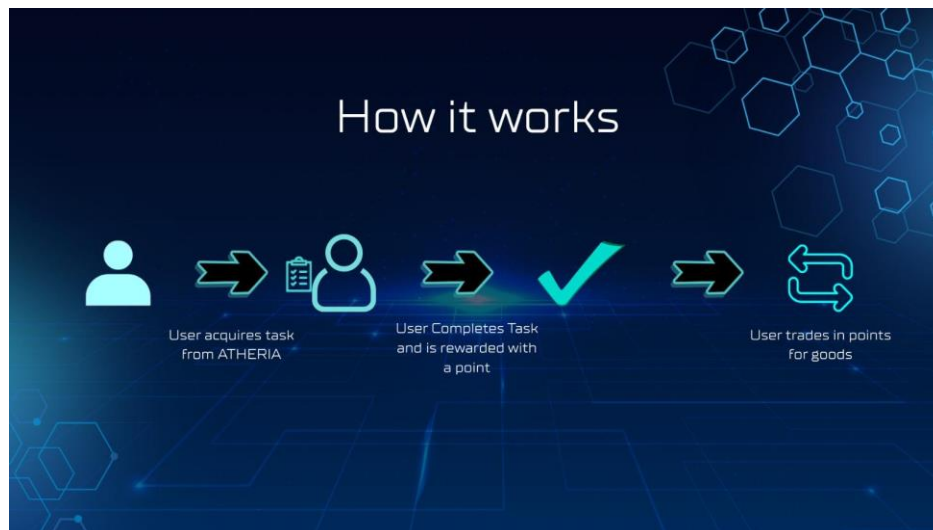 How it works
User acquires task
from ATHERIA
User Completes Task
and is rewarded with
a point
User trades in points
for goods